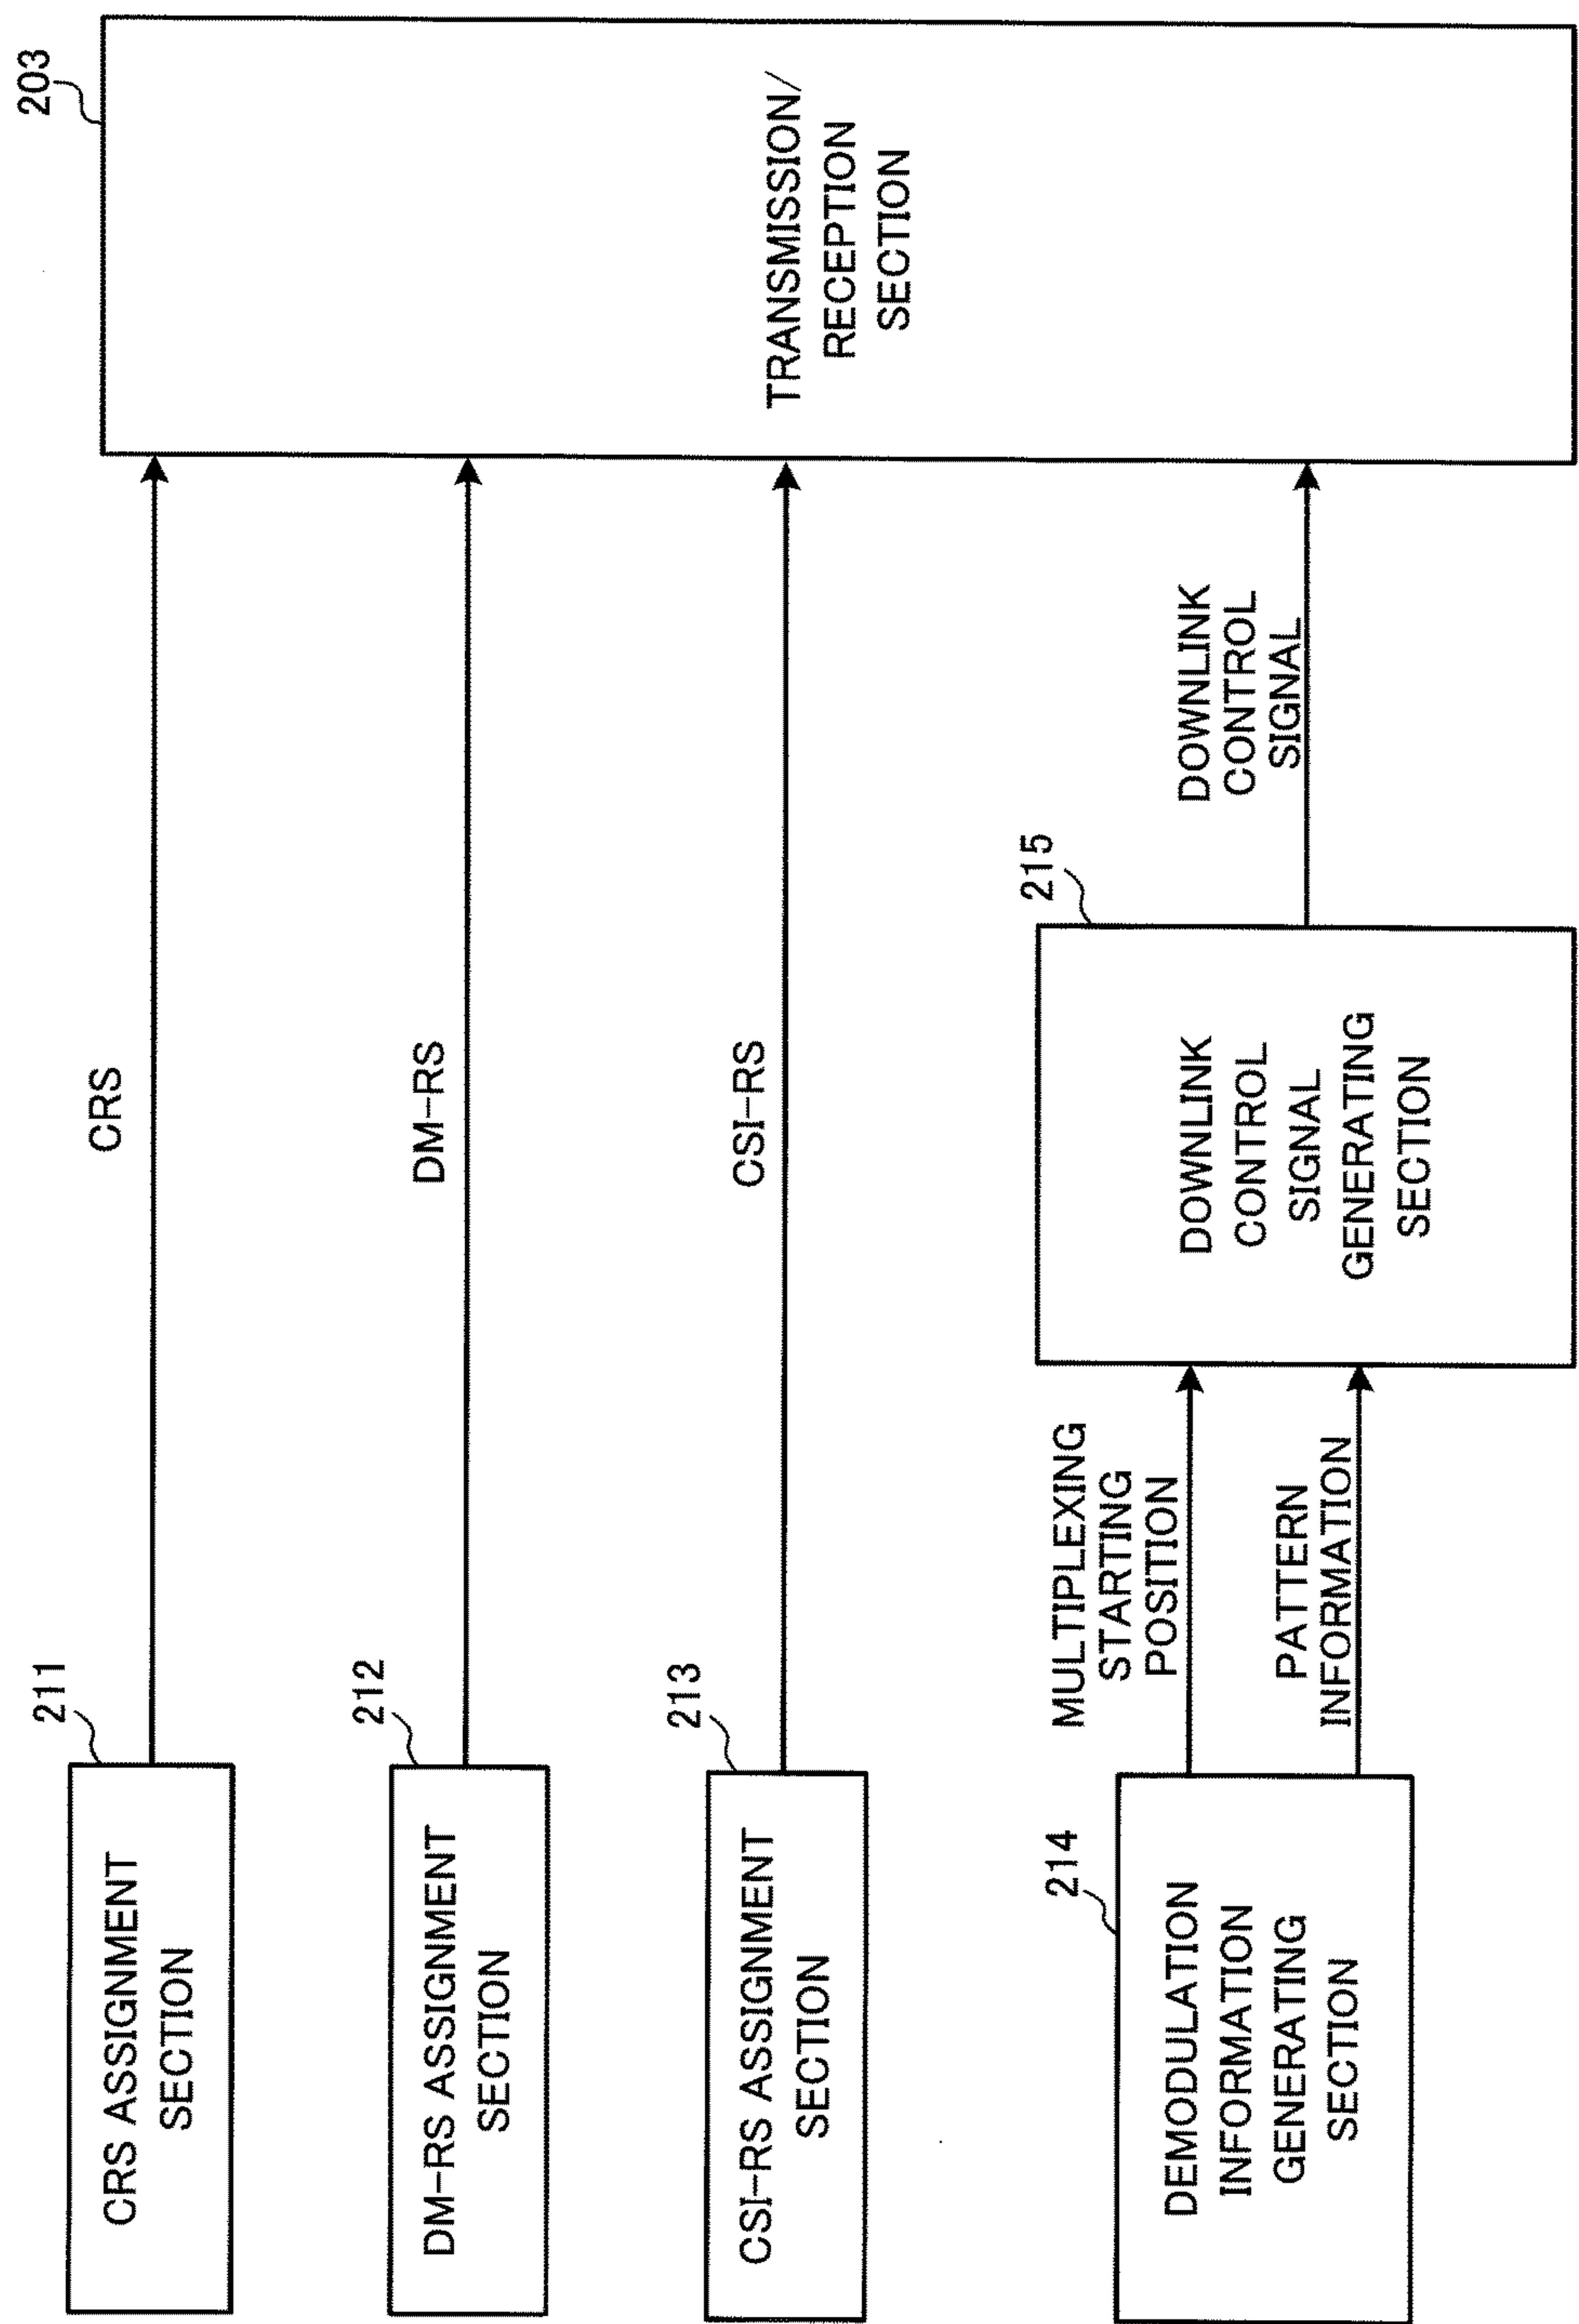 203
TRANSMISSION/
RECEPTION
SECTION
CRS
DM-RS
CSI-RS
DOWNLINK
CONTROL
SIGNAL
211
CRS ASSIGNMENT
SECTION
212
DM-RS ASSIGNMENT
SECTION
213
CSI-RS ASSIGNMENT
SECTION
214
DEMODULATION
INFORMATION
GENERATING
SECTION
MULTIPLEXING
STARTING
POSITION
PATTERN
INFORMATION
215
DOWNLINK
CONTROL
SIGNAL
GENERATING
SECTION